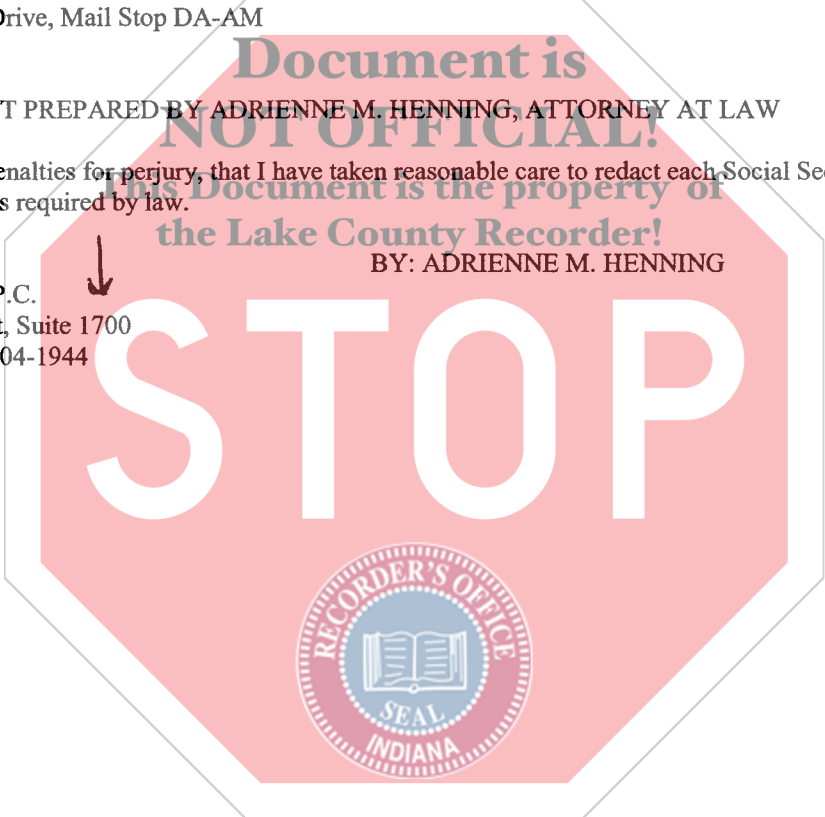 Drive, Mail Stop DA-AM
Document is
T PREPARED BY ADRIENNE M. HENNING, ATTORNEY AT LAW
NOT OFFICIAL!
enalties for perjury, that I have taken reasonable care to redact each Social Se
This Document is the property of
s required by law.
the Lake County Recorder!
BY: ADRIENNE M. HENNING
P.C.
t, Suite 1700
04-1944
STOP
RECORDER'S OFFICE
SEAL
INDIANA